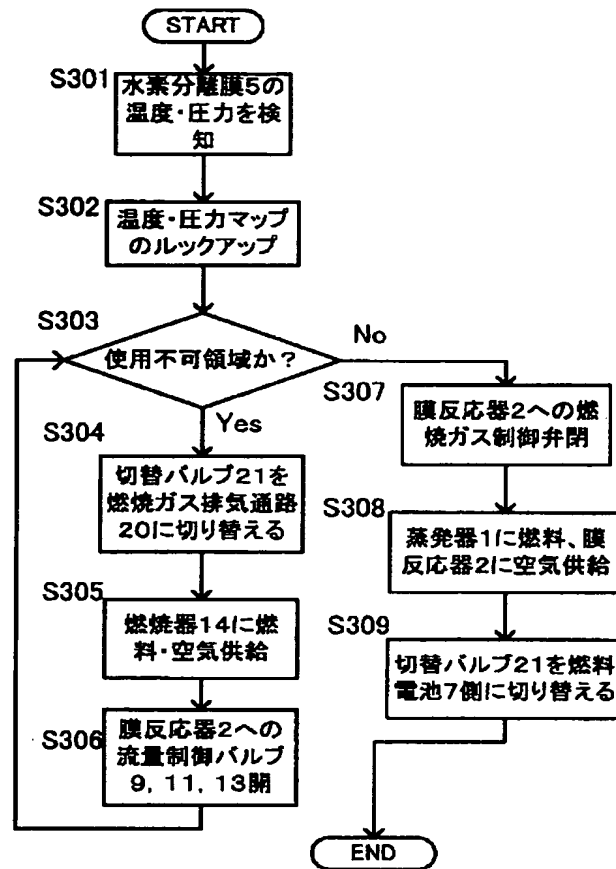 START
S301
水素分離膜5の
温度・圧力を検
知
S302
温度・圧力マップ
のルックアップ
S303
使用不可領域か?
No
Yes
S304
切替バルブ21を
燃焼ガス排気通路
20に切り替える
S305
燃焼器14に燃
料・空気供給
S306
膜反応器2への
流量制御バルブ
9, 11, 13開
S307
膜反応器2への燃
焼ガス制御弁閉
S308
蒸発器1に燃料、膜
反応器2に空気供給
S309
切替バルブ21を燃料
電池7側に切り替える
END